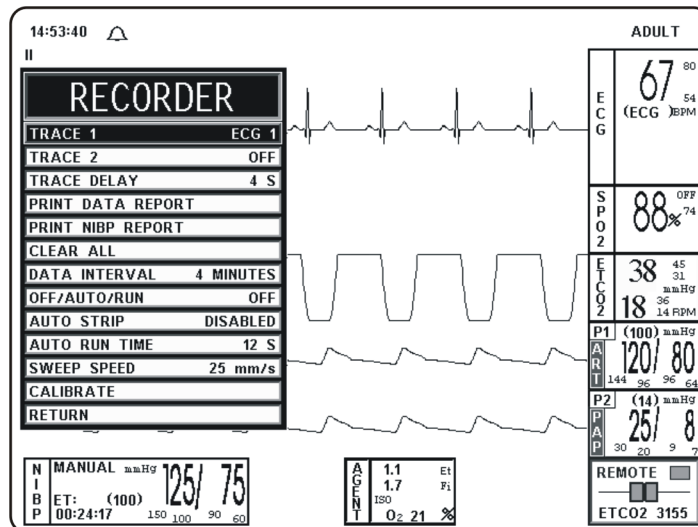 14:53:40
ADULT
II
RECORDER
TRACE 1 ECG 1
TRACE 2 OFF
TRACE DELAY 4 S
PRINT DATA REPORT
PRINT NIBP REPORT
CLEAR ALL
DATA INTERVAL 4 MINUTES
OFF/AUTO/RUN OFF
AUTO STRIP DISABLED
AUTO RUN TIME 12 S
SWEEP SPEED 25 mm/s
CALIBRATE
RETURN
ECG
67 80
54
(ECG )BPM
SPO2
88% OFF
74
ETCO2
38 45
31
mmHg
18 36
14 RPM
P1 (100) mmHg
ART
120/ 80
144 96 96 64
P2 (14) mmHg
PAP
25/ 8
30 20 9 7
NIBP
MANUAL mmHg 125/ 75
ET: (100)
00:24:17 150 100 90 60
AGENT
1.1 Et
1.7 Fi
ISO
O2 21 %
REMOTE
ETCO2 3155